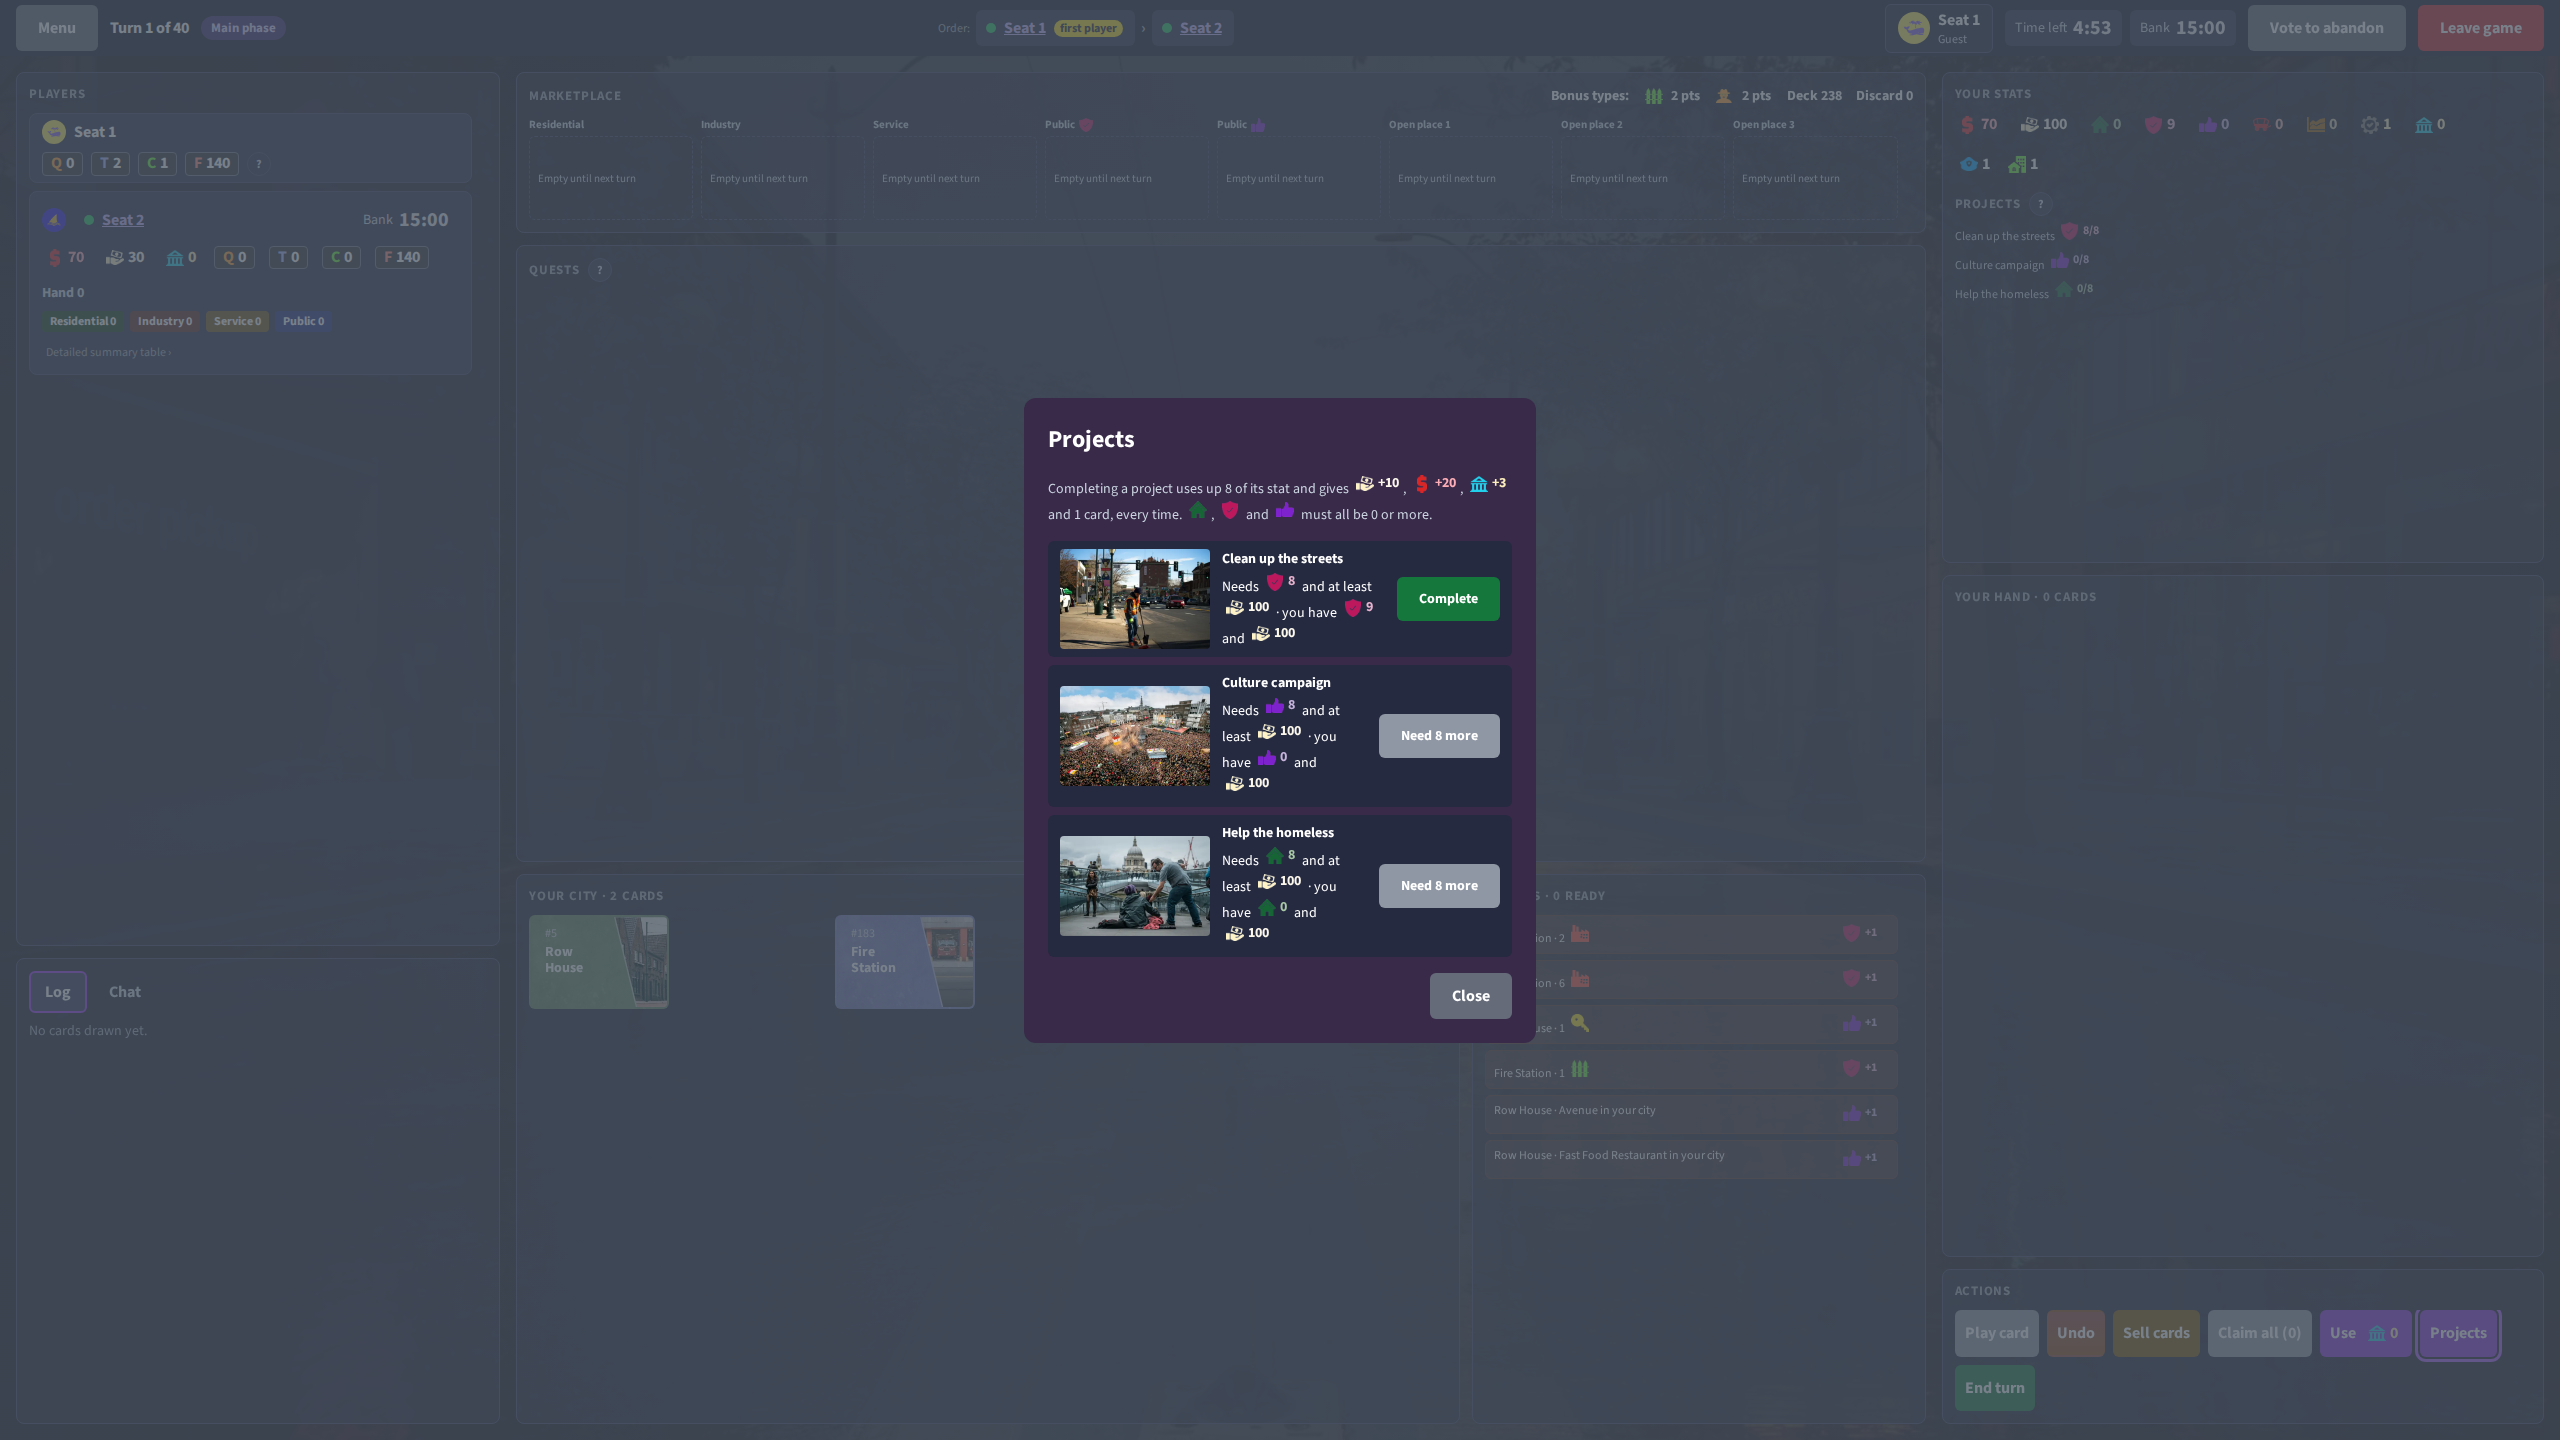 Menu
Turn 1 of 40
Main phase
Order:
Seat 1
first player
›
Seat 2
Seat 1
Guest
Time left 4:53
Bank 15:00
Vote to abandon
Leave game
PLAYERS
Seat 1
Q 0
T 2
C 1
F 140
?
Seat 2
Bank 15:00
70
30
0
Q 0
T 0
C 0
F 140
Hand 0
Residential 0
Industry 0
Service 0
Public 0
Detailed summary table ›
Log
Chat
No cards drawn yet.
MARKETPLACE
Bonus types: 2 pts 2 pts Deck 238 Discard 0
Residential
Industry
Service
Public
Public
Open place 1
Open place 2
Open place 3
Empty until next turn
Empty until next turn
Empty until next turn
Empty until next turn
Empty until next turn
Empty until next turn
Empty until next turn
Empty until next turn
QUESTS ?
Projects
Completing a project uses up 8 of its stat and gives +10 , +20 , +3
and 1 card, every time. , and must all be 0 or more.
Clean up the streets
Needs 8 and at least
100 · you have 9
and 100
Complete
Culture campaign
Needs 8 and at
least 100 · you
have 0 and
100
Need 8 more
Help the homeless
Needs 8 and at
least 100 · you
have 0 and
100
Need 8 more
Close
YOUR CITY · 2 CARDS
#5
Row
House
#183
Fire
Station
· 0 READY
· 2 +1
· 6 +1
· 1 +1
Fire Station · 1 +1
Row House · Avenue in your city +1
Row House · Fast Food Restaurant in your city +1
YOUR STATS
70
100
0
9
0
0
0
1
0
1
1
PROJECTS ?
Clean up the streets 8/8
Culture campaign 0/8
Help the homeless 0/8
YOUR HAND · 0 CARDS
ACTIONS
Play card
Undo
Sell cards
Claim all (0)
Use 0
Projects
End turn